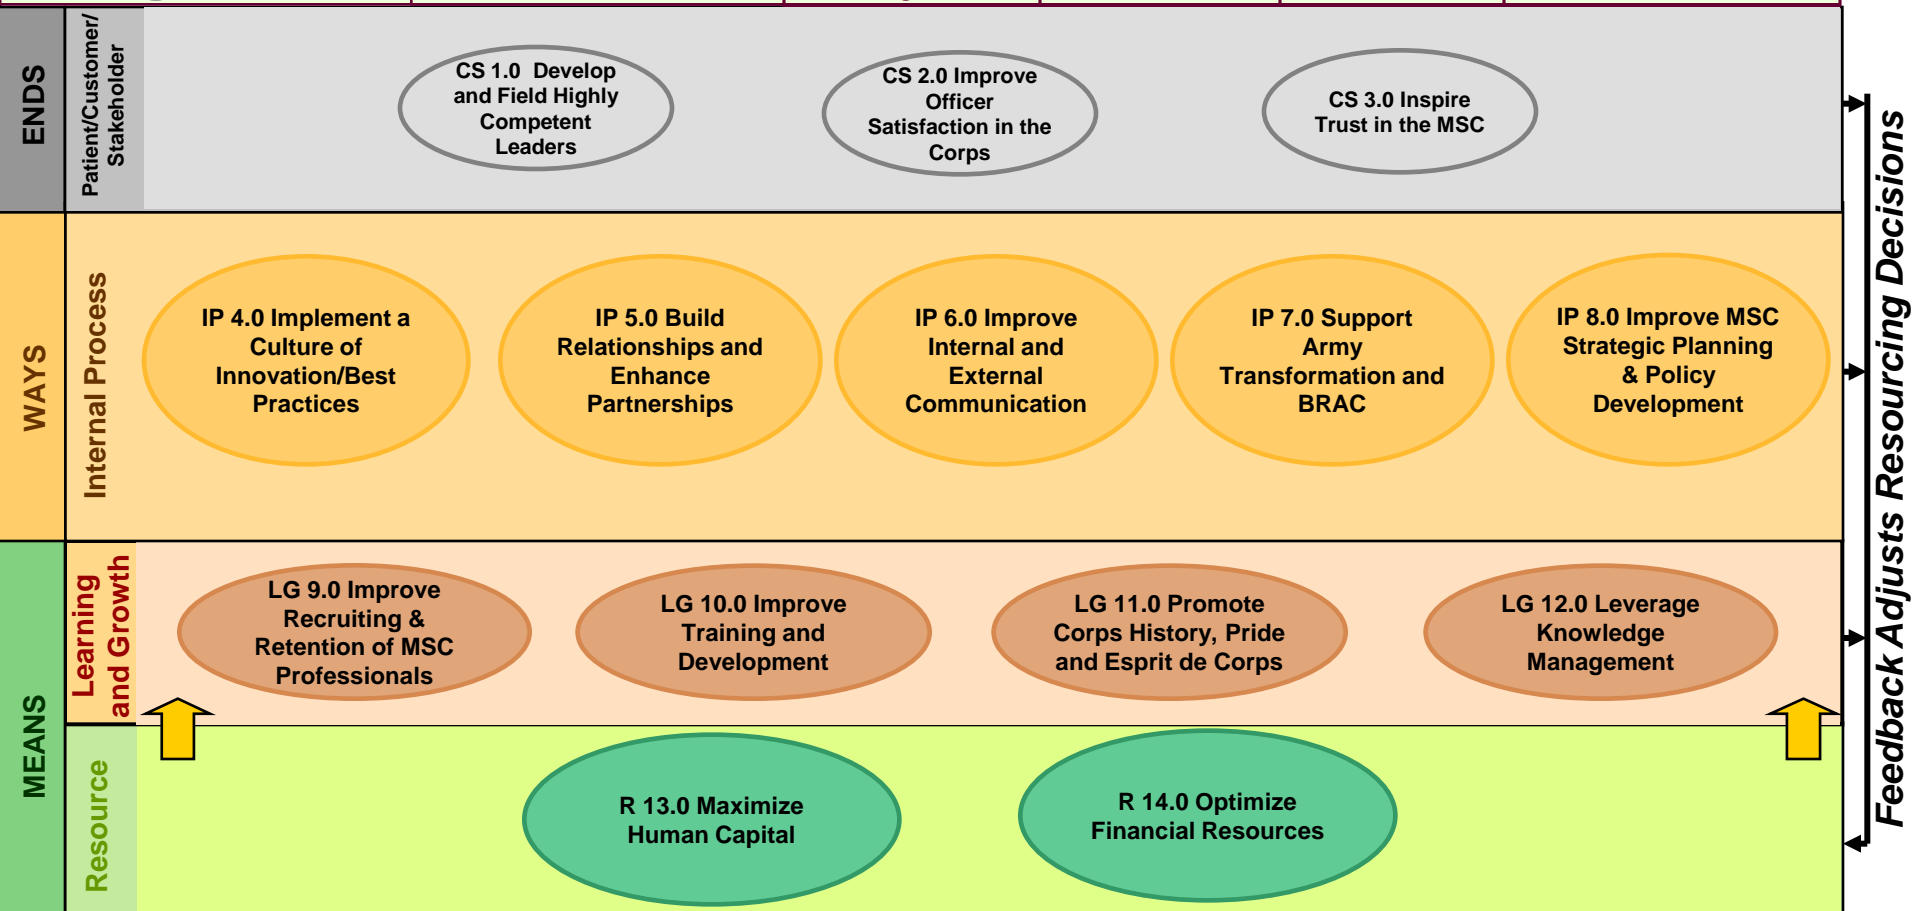 ENDS
Patient/Customer/
Stakeholder
CS 1.0 Develop
and Field Highly
Competent
Leaders
CS 2.0 Improve
Officer
Satisfaction in the
Corps
CS 3.0 Inspire
Trust in the MSC
WAYS
Internal Process
IP 4.0 Implement a
Culture of
Innovation/Best
Practices
IP 5.0 Build
Relationships and
Enhance
Partnerships
IP 6.0 Improve
Internal and
External
Communication
IP 7.0 Support
Army
Transformation and
BRAC
IP 8.0 Improve MSC
Strategic Planning
& Policy
Development
MEANS
Learning
and Growth
LG 9.0 Improve
Recruiting &
Retention of MSC
Professionals
LG 10.0 Improve
Training and
Development
LG 11.0 Promote
Corps History, Pride
and Esprit de Corps
LG 12.0 Leverage
Knowledge
Management
Resource
R 13.0 Maximize
Human Capital
R 14.0 Optimize
Financial Resources
Feedback Adjusts Resourcing Decisions